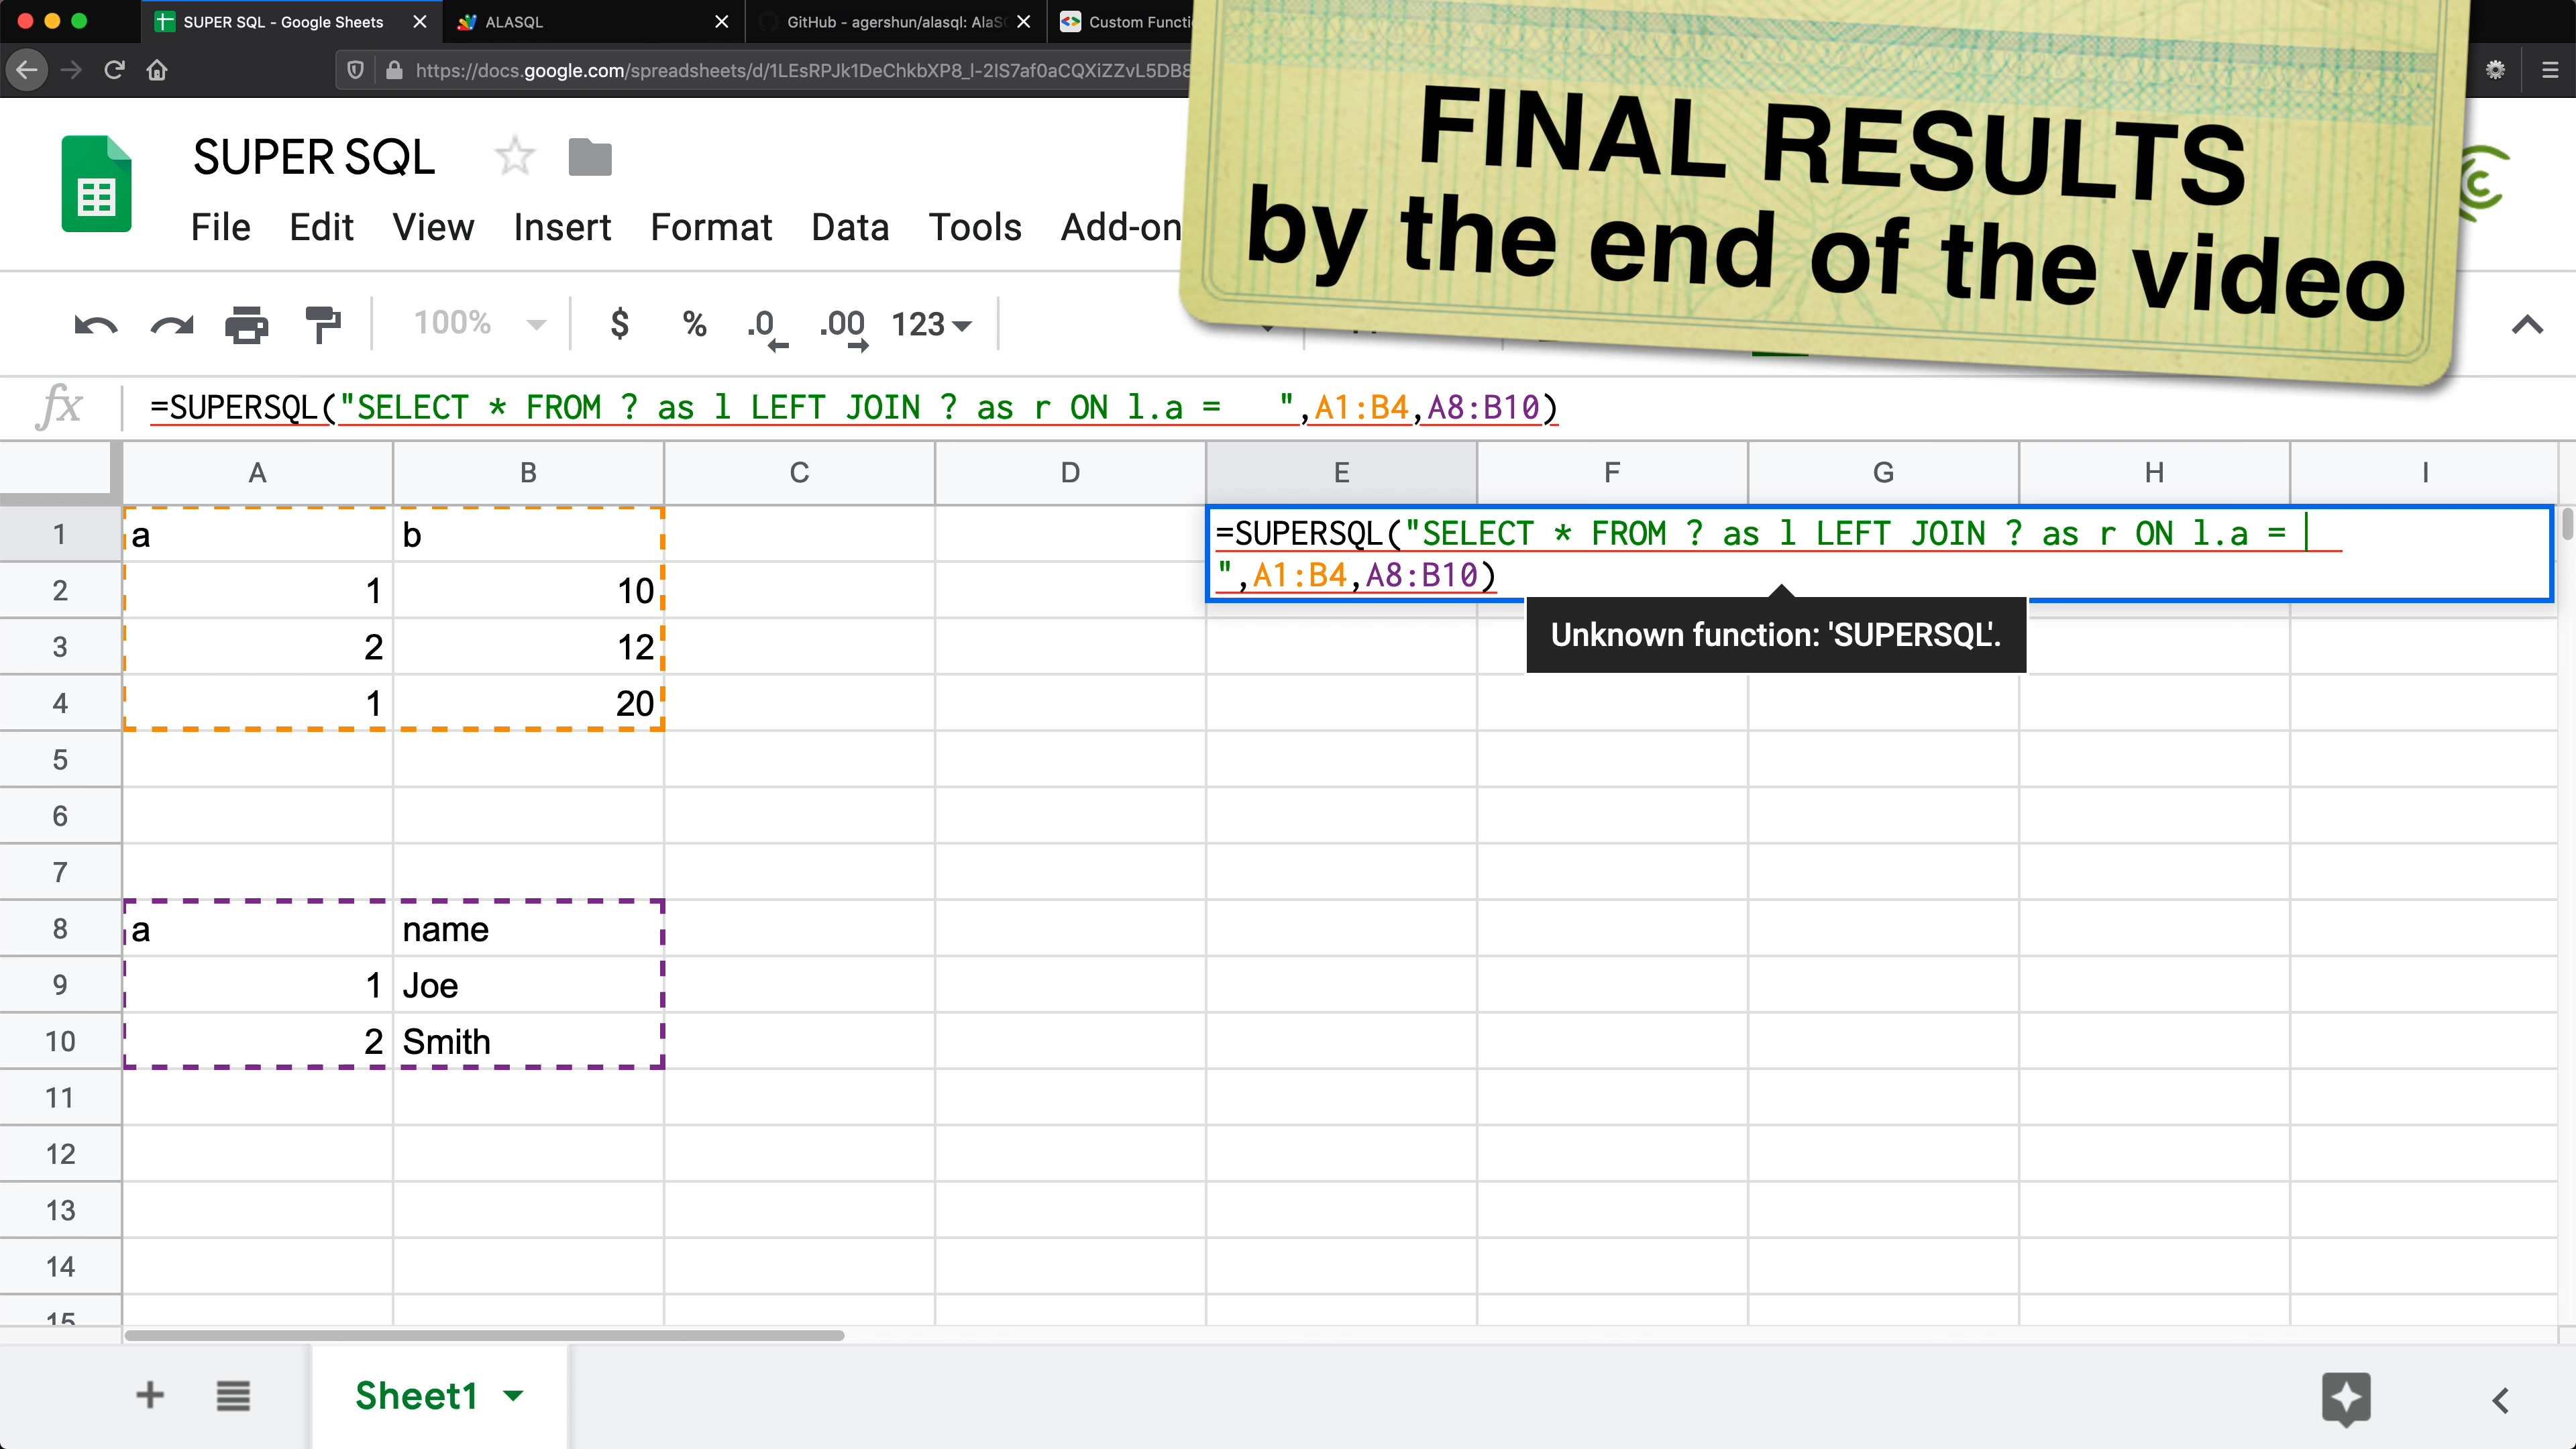 SUPER SQL - Google Sheets
ALASQL
GitHub - agershun/alasql: AlaS
Custom Functi
https://docs.google.com/spreadsheets/d/1LEsRPJk1DeChkbXP8_l-2IS7af0aCQXiZZvL5DB8
FINAL RESULTS
by the end of the video
SUPER SQL
File Edit View Insert Format Data Tools Add-on
100% $ % .0 .00 123
fx =SUPERSQL("SELECT * FROM ? as l LEFT JOIN ? as r ON l.a =   ",A1:B4,A8:B10)
A B C D E F G H I
1 a b =SUPERSQL("SELECT * FROM ? as l LEFT JOIN ? as r ON l.a =
",A1:B4,A8:B10)
2 1 10
Unknown function: 'SUPERSQL'.
3 2 12
4 1 20
5
6
7
8 a name
9 1 Joe
10 2 Smith
11
12
13
14
15
Sheet1